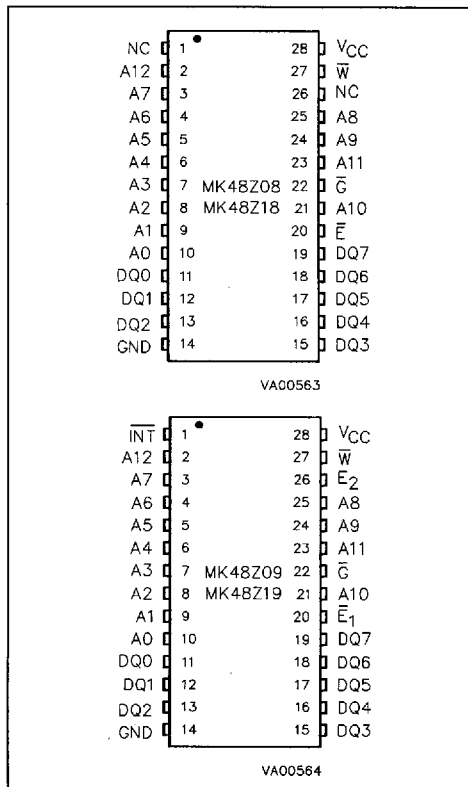 NC 1 28 VCC
A12 2 27 W̅
A7 3 26 NC
A6 4 25 A8
A5 5 24 A9
A4 6 23 A11
A3 7 MK48Z08 22 G̅
A2 8 MK48Z18 21 A10
A1 9 20 E̅
A0 10 19 DQ7
DQ0 11 18 DQ6
DQ1 12 17 DQ5
DQ2 13 16 DQ4
GND 14 15 DQ3
VA00563
I̅N̅T̅ 1 28 VCC
A12 2 27 W̅
A7 3 26 E̅2
A6 4 25 A8
A5 5 24 A9
A4 6 23 A11
A3 7 MK48Z09 22 G̅
A2 8 MK48Z19 21 A10
A1 9 20 E̅1
A0 10 19 DQ7
DQ0 11 18 DQ6
DQ1 12 17 DQ5
DQ2 13 16 DQ4
GND 14 15 DQ3
VA00564